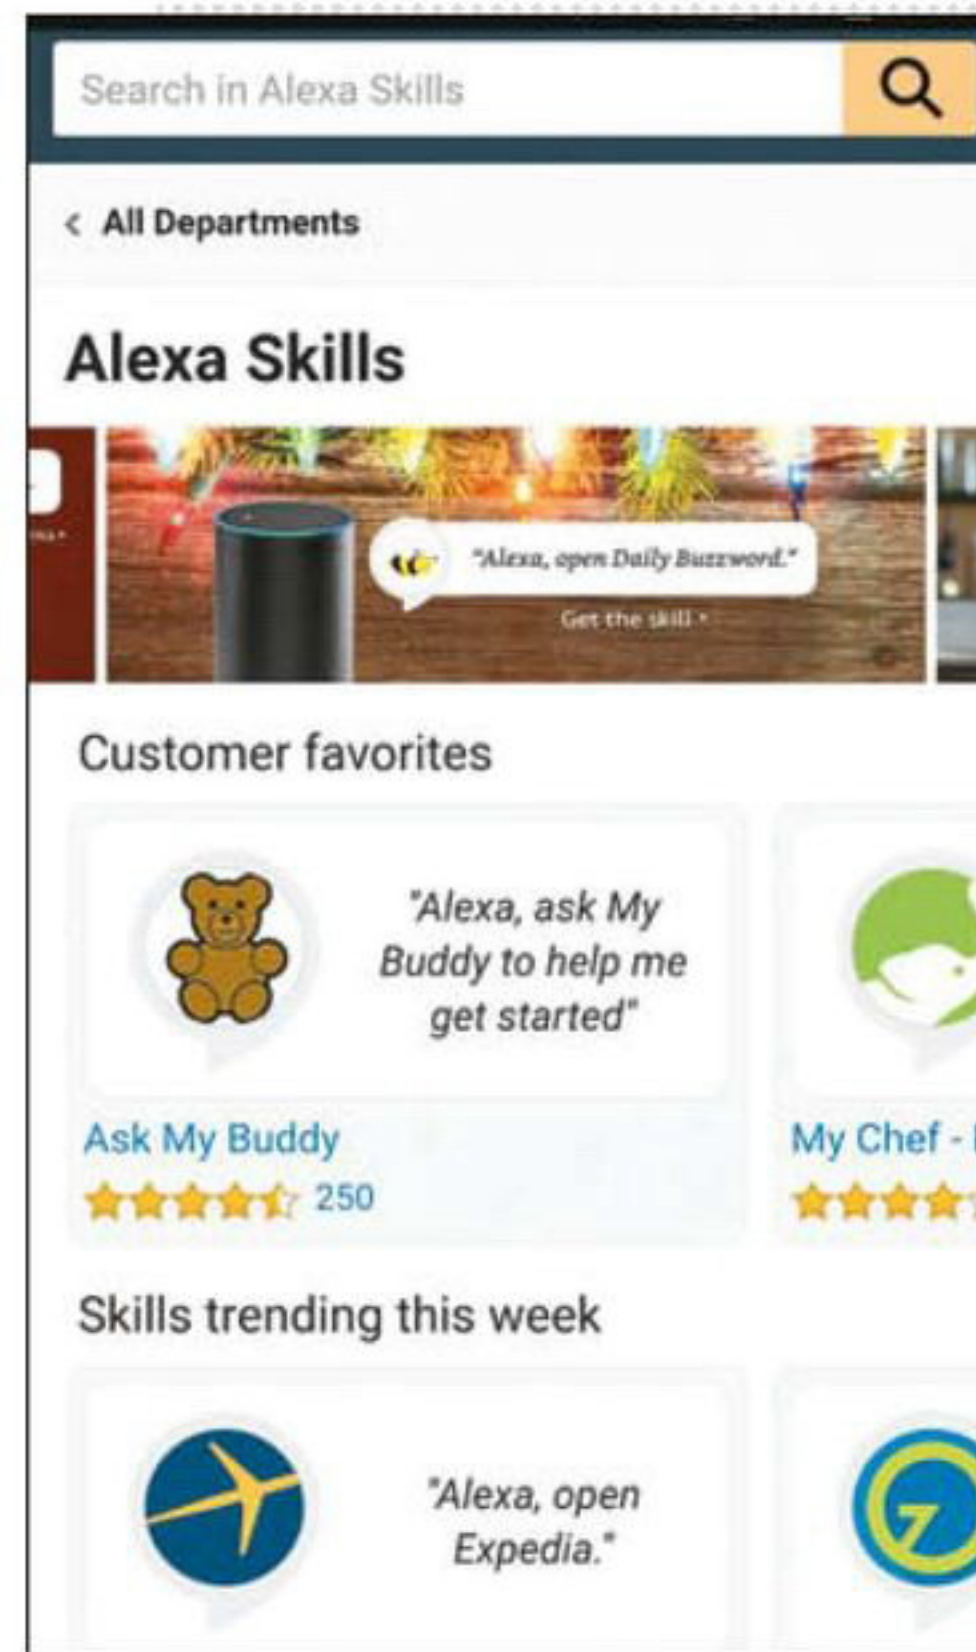 Search in Alexa Skills
< All Departments
Alexa Skills
"Alexa, open Daily Buzzword."
Get the skill
Customer favorites
"Alexa, ask My
Buddy to help me
get started"
Ask My Buddy
250
My Chef -
Skills trending this week
"Alexa, open
Expedia."